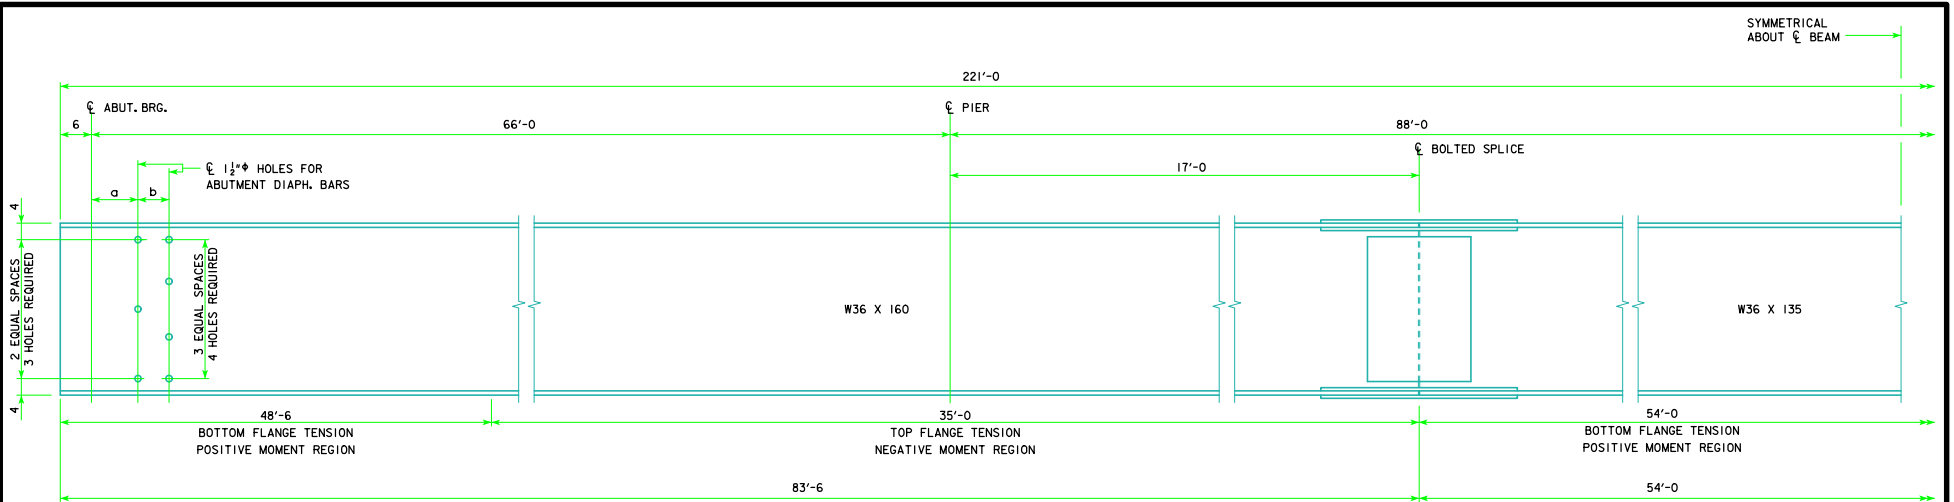 SYMMETRICAL
ABOUT ℄ BEAM
221'-0
℄ ABUT. BRG.
℄ PIER
6
66'-0
88'-0
℄ BOLTED SPLICE
17'-0
℄ 1½"φ HOLES FOR
ABUTMENT DIAPH. BARS
a
b
4
2 EQUAL SPACES
3 HOLES REQUIRED
3 EQUAL SPACES
4 HOLES REQUIRED
4
W36 X 160
W36 X 135
48'-6
BOTTOM FLANGE TENSION
POSITIVE MOMENT REGION
35'-0
TOP FLANGE TENSION
NEGATIVE MOMENT REGION
54'-0
BOTTOM FLANGE TENSION
POSITIVE MOMENT REGION
83'-6
54'-0